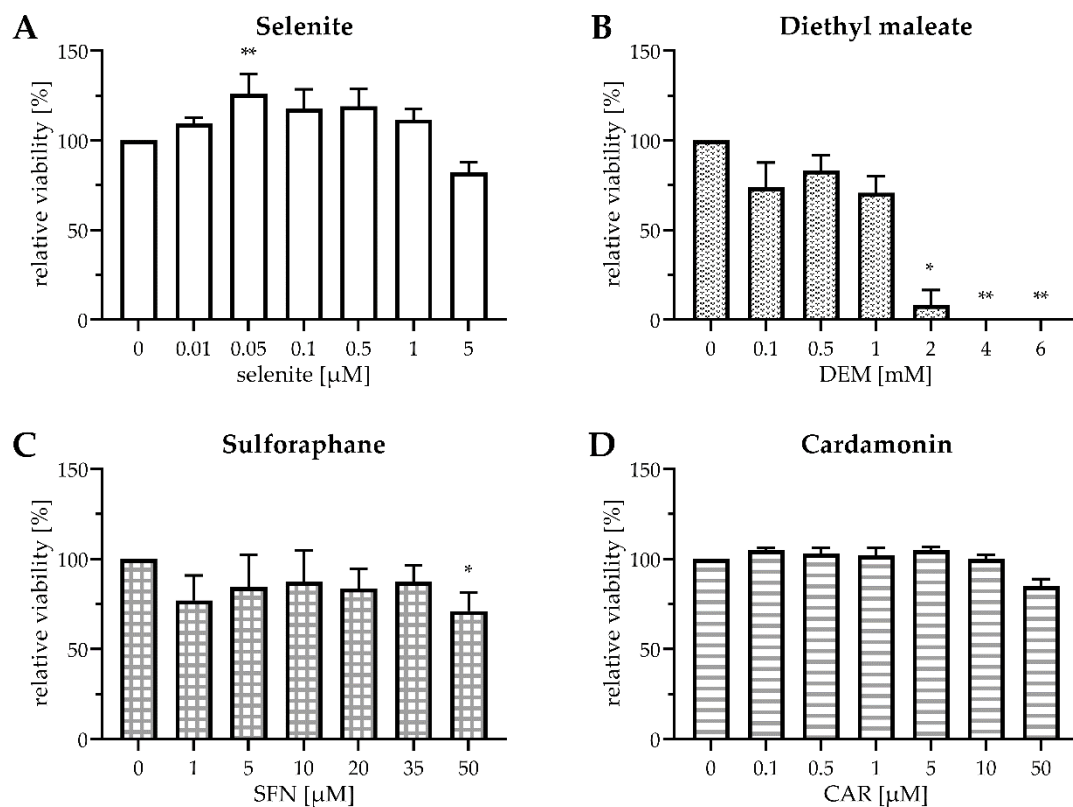 A
Selenite
relative viability [%]
150
100
50
0
**
0 0.01 0.05 0.1 0.5 1 5
selenite [µM]
B
Diethyl maleate
relative viability [%]
150
100
50
0
* ** **
0 0.1 0.5 1 2 4 6
DEM [mM]
C
Sulforaphane
relative viability [%]
150
100
50
0
*
0 1 5 10 20 35 50
SFN [µM]
D
Cardamonin
relative viability [%]
150
100
50
0
0 0.1 0.5 1 5 10 50
CAR [µM]